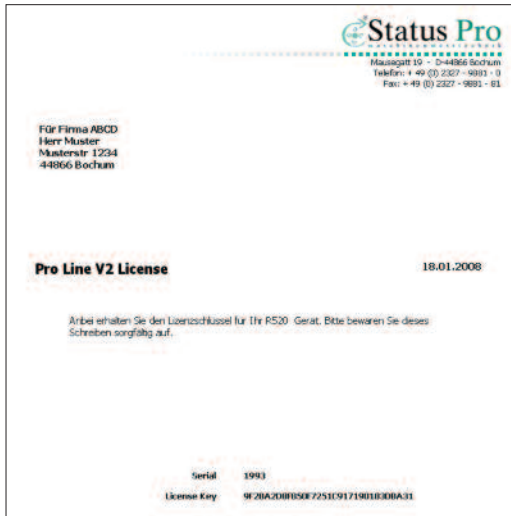 Status Pro
Mausegatt 19 - D-44866 Bochum
Telefon: + 49 (0) 2327 - 9881 - 0
Fax: + 49 (0) 2327 - 9881 - 81
Für Firma ABCD
Herr Muster
Musterstr 1234
44866 Bochum
Pro Line V2 License
18.01.2008
Anbei erhalten Sie den Lizenzschlüssel für Ihr R520 Gerät. Bitte bewaren Sie dieses
Schreiben sorgfältig auf.
Serial 1993
License Key